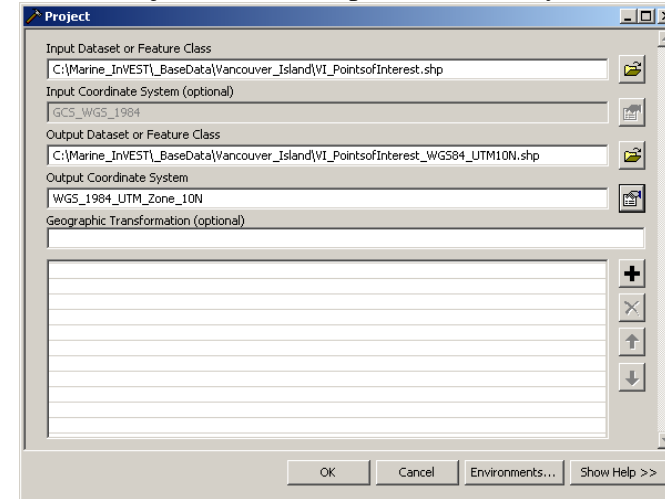 Project
Input Dataset or Feature Class
C:\Marine_InVEST\_BaseData\Vancouver_Island\VI_PointsofInterest.shp
Input Coordinate System (optional)
GCS_WGS_1984
Output Dataset or Feature Class
C:\Marine_InVEST\_BaseData\Vancouver_Island\VI_PointsofInterest_WGS84_UTM10N.shp
Output Coordinate System
WGS_1984_UTM_Zone_10N
Geographic Transformation (optional)
OK Cancel Environments... Show Help >>